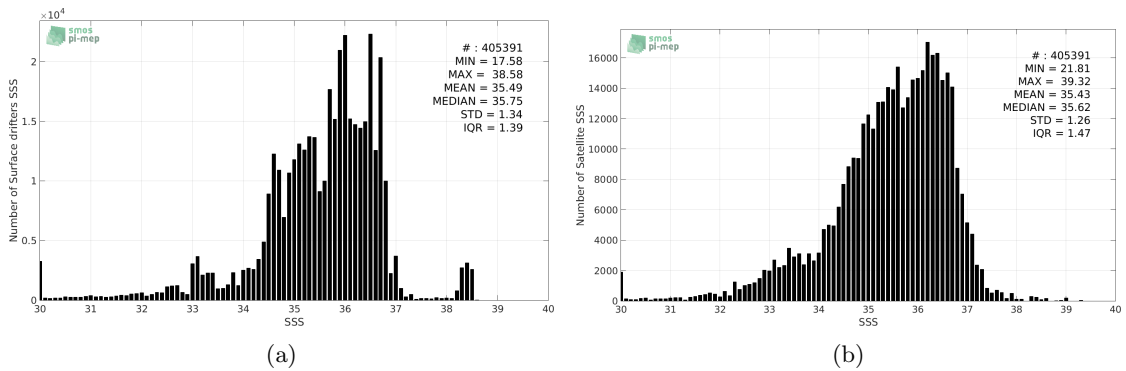 ×10⁴
smos
pi-mep
# : 405391
MIN = 17.58
MAX = 38.58
MEAN = 35.49
MEDIAN = 35.75
STD = 1.34
IQR = 1.39
Number of Surface drifters SSS
2
1.5
1
0.5
0
30 31 32 33 34 35 36 37 38 39 40
SSS
(a)
smos
pi-mep
# : 405391
MIN = 21.81
MAX = 39.32
MEAN = 35.43
MEDIAN = 35.62
STD = 1.26
IQR = 1.47
Number of Satellite SSS
16000
14000
12000
10000
8000
6000
4000
2000
0
30 31 32 33 34 35 36 37 38 39 40
SSS
(b)